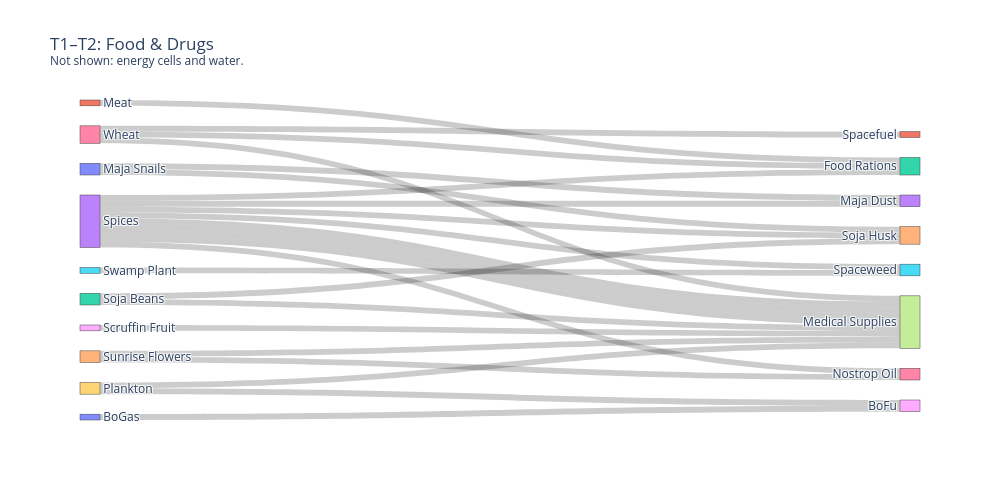 T1–T2: Food & Drugs
Not shown: energy cells and water.
Meat
Wheat
Maja Snails
Spices
Swamp Plant
Soja Beans
Scruffin Fruit
Sunrise Flowers
Plankton
BoGas
Spacefuel
Food Rations
Maja Dust
Soja Husk
Spaceweed
Medical Supplies
Nostrop Oil
BoFu